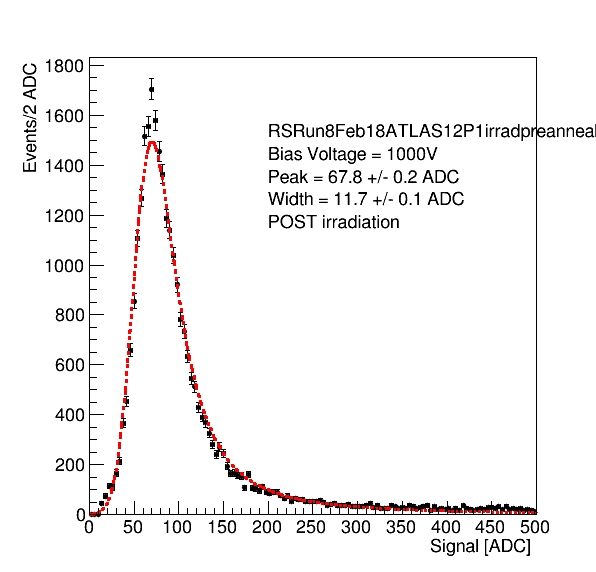 Events/2 ADC
1800
1600
1400
1200
1000
800
600
400
200
0
RSRun8Feb18ATLAS12P1irradpreanneal
Bias Voltage = 1000V
Peak = 67.8 +/- 0.2 ADC
Width = 11.7 +/- 0.1 ADC
POST irradiation
0 50 100 150 200 250 300 350 400 450 500
Signal [ADC]